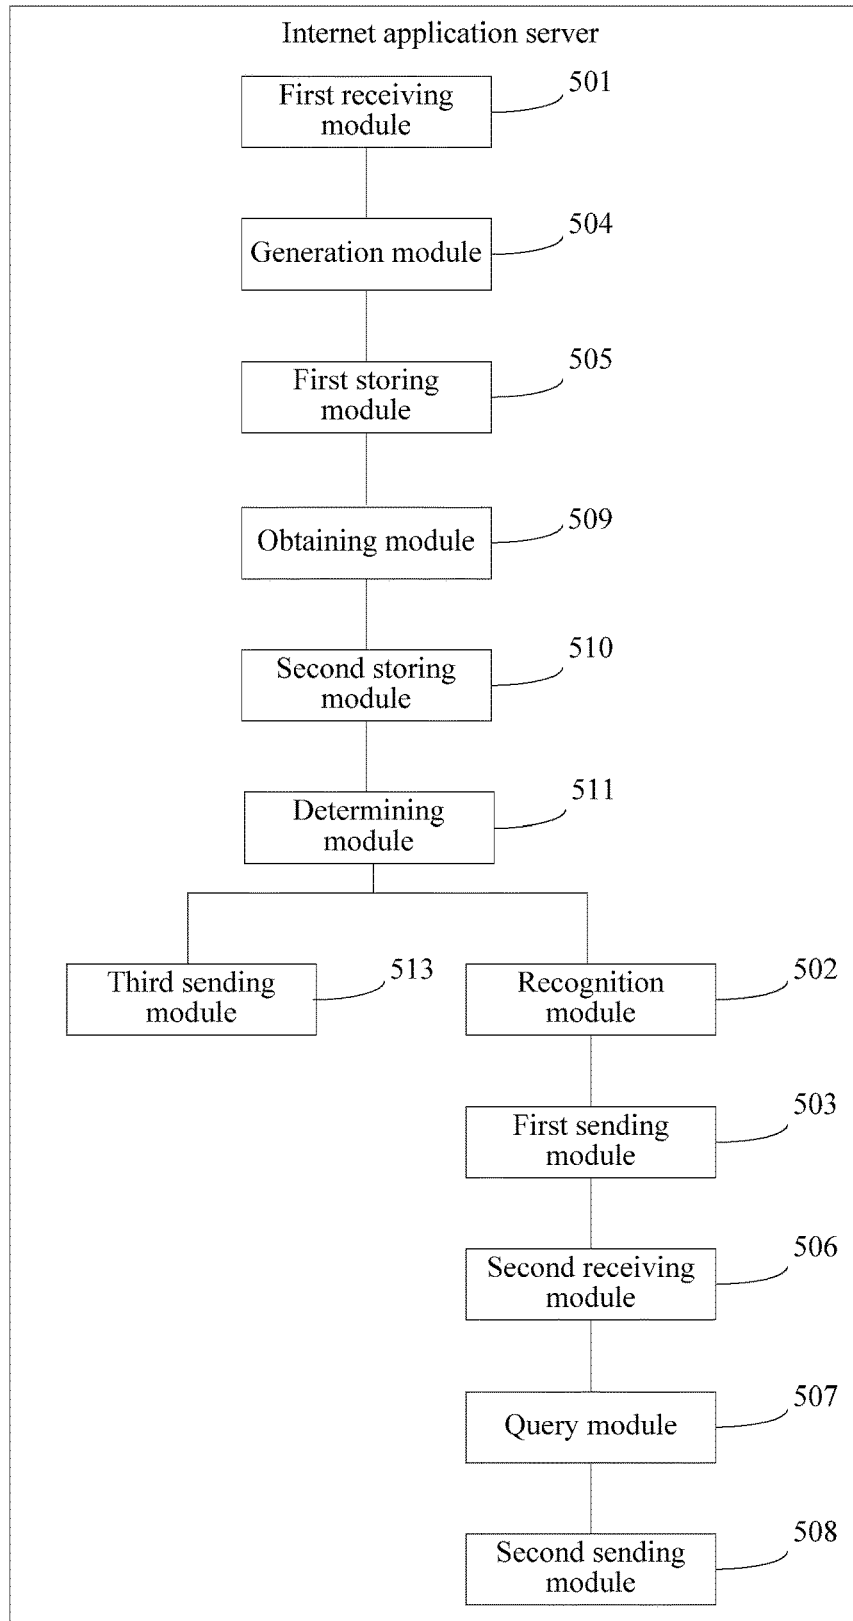 Internet application server
First receiving
module
501
Generation module
504
First storing
module
505
Obtaining module
509
Second storing
module
510
Determining
module
511
Third sending
module
513
Recognition
module
502
First sending
module
503
Second receiving
module
506
Query module
507
Second sending
module
508